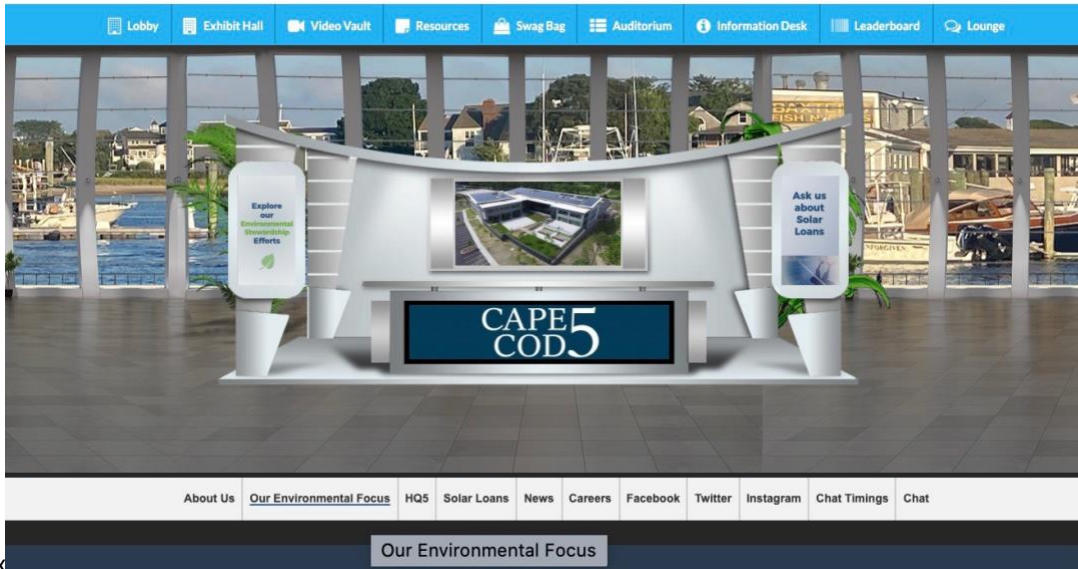 Lobby
Exhibit Hall
Video Vault
Resources
Swag Bag
Auditorium
Information Desk
Leaderboard
Lounge
Explore
our
Environmental
Stewardship
Efforts
Ask us
about
Solar
Loans
CAPE
COD5
About Us
Our Environmental Focus
HQ5
Solar Loans
News
Careers
Facebook
Twitter
Instagram
Chat Timings
Chat
Our Environmental Focus